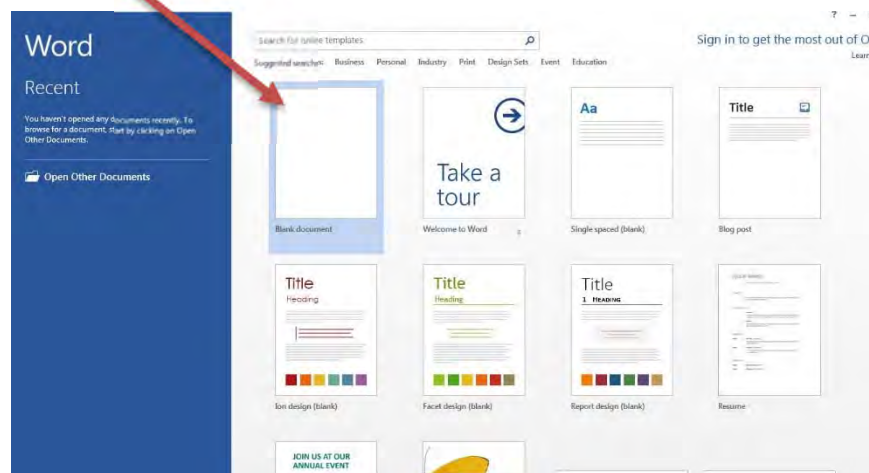 ? –
Word
Search for online templates
Sign in to get the most out of O
Learn
Suggested searches: Business Personal Industry Print Design Sets Event Education
Recent
You haven't opened any documents recently. To
browse for a document, start by clicking on Open
Other Documents.
Open Other Documents
Take a
tour
Aa
Title
Blank document
Welcome to Word
Single spaced (blank)
Blog post
Title
Heading
Title
Heading
Title
1 HEADING
Ion design (blank)
Facet design (blank)
Report design (blank)
Resume
JOIN US AT OUR
ANNUAL EVENT